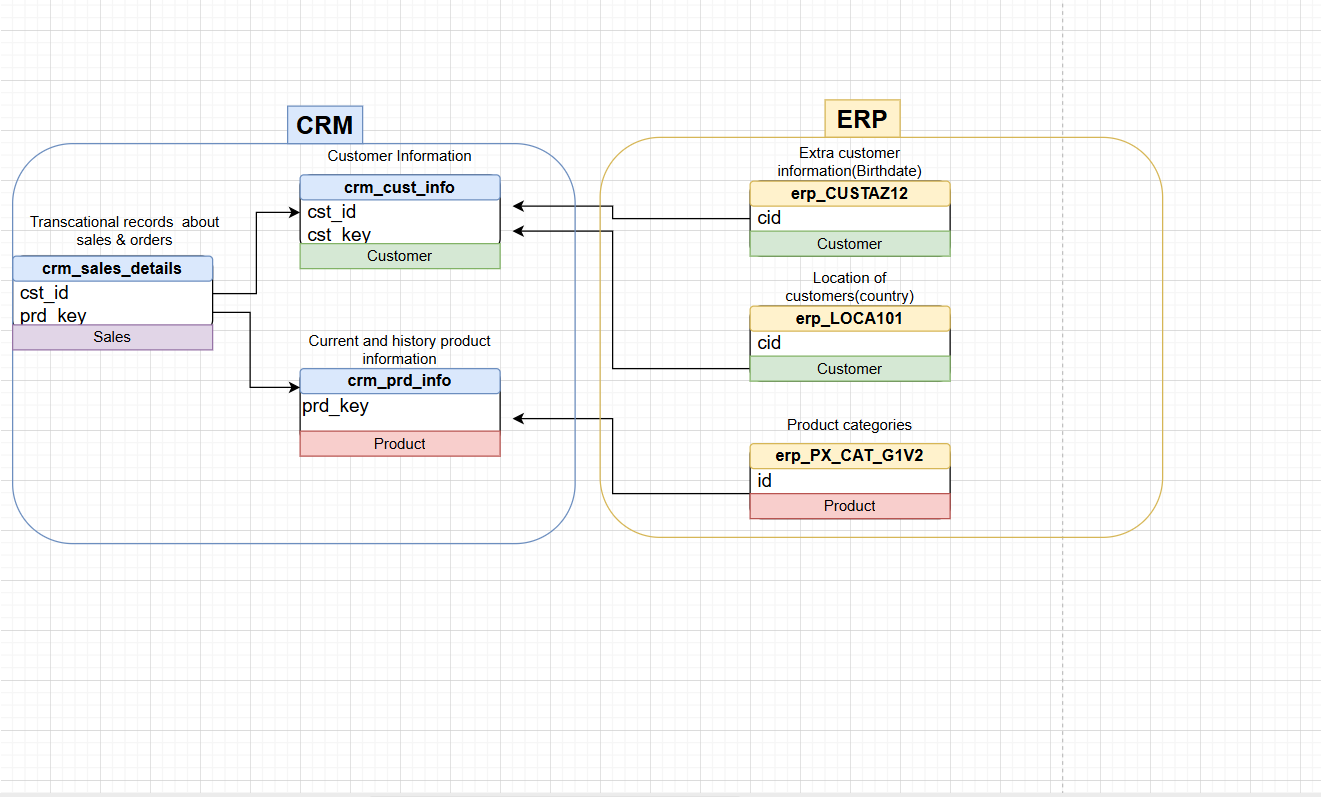 CRM
Customer Information
crm_cust_info
cst_id
cst_key
Customer
Transcational records  about
sales & orders
crm_sales_details
cst_id
prd_key
Sales
Current and history product
information
crm_prd_info
prd_key
Product
ERP
Extra customer
information(Birthdate)
erp_CUSTAZ12
cid
Customer
Location of
customers(country)
erp_LOCA101
cid
Customer
Product categories
erp_PX_CAT_G1V2
id
Product